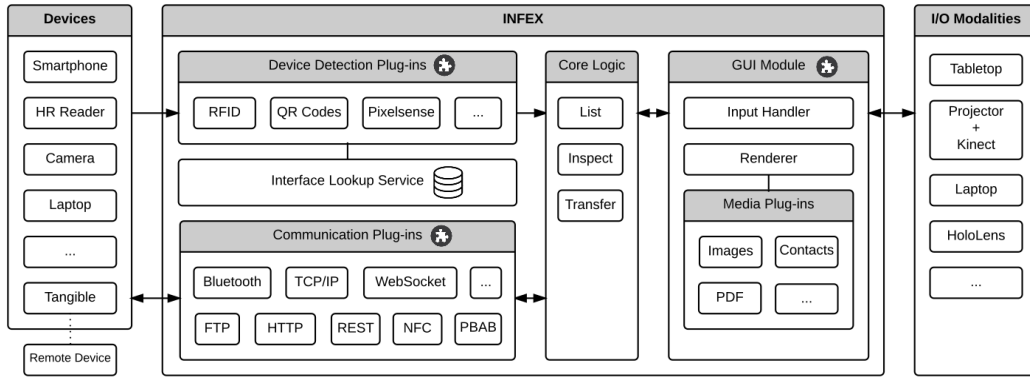 Devices
Smartphone
HR Reader
Camera
Laptop
...
Tangible
Remote Device
INFEX
Device Detection Plug-ins
RFID
QR Codes
Pixelsense
...
Interface Lookup Service
Communication Plug-ins
Bluetooth
TCP/IP
WebSocket
...
FTP
HTTP
REST
NFC
PBAB
Core Logic
List
Inspect
Transfer
GUI Module
Input Handler
Renderer
Media Plug-ins
Images
Contacts
PDF
...
I/O Modalities
Tabletop
Projector
+
Kinect
Laptop
HoloLens
...